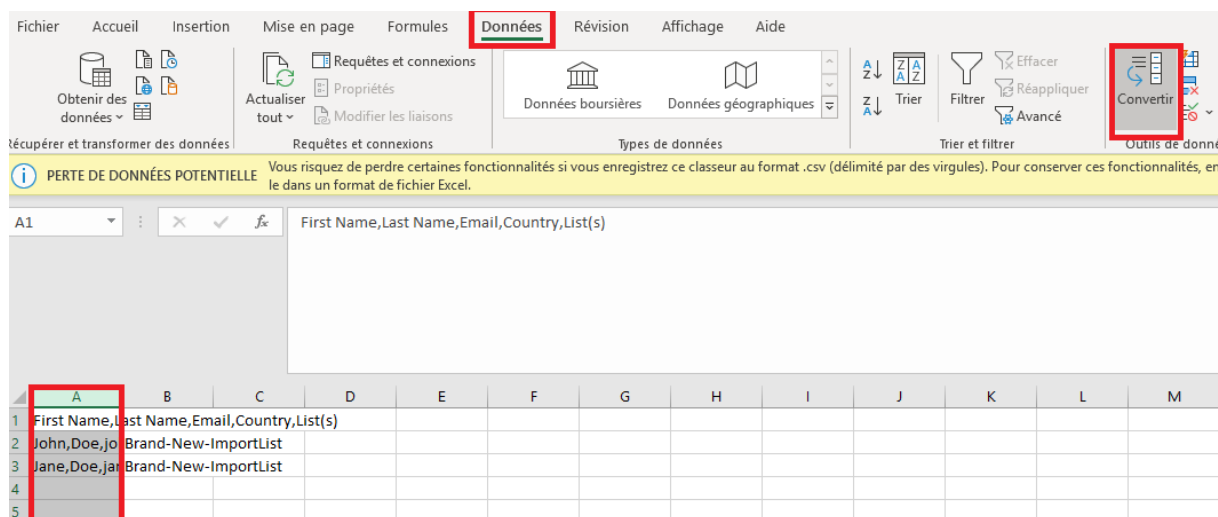 Fichier Accueil Insertion Mise en page Formules Données Révision Affichage Aide
Obtenir des données
Actualiser tout
Requêtes et connexions
Propriétés
Modifier les liaisons
Données boursières Données géographiques
Trier
Filtrer
Effacer
Réappliquer
Avancé
Convertir
Récupérer et transformer des données Requêtes et connexions Types de données Trier et filtrer Outils de donné
PERTE DE DONNÉES POTENTIELLE Vous risquez de perdre certaines fonctionnalités si vous enregistrez ce classeur au format .csv (délimité par des virgules). Pour conserver ces fonctionnalités, en
le dans un format de fichier Excel.
A1 fx First Name,Last Name,Email,Country,List(s)
A B C D E F G H I J K L M
1 First Name,Last Name,Email,Country,List(s)
2 John,Doe,jo Brand-New-ImportList
3 Jane,Doe,jan Brand-New-ImportList
4
5